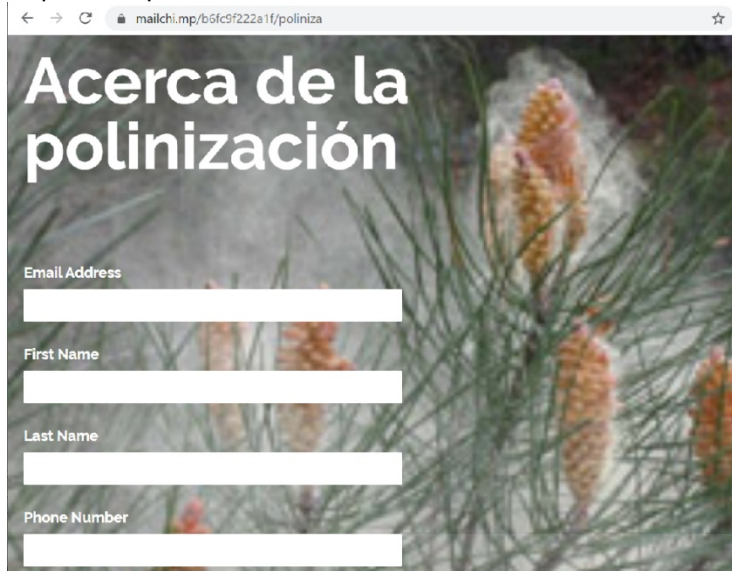 mailchi.mp/b6fc9f222a1f/poliniza
Acerca de la
polinización
Email Address
First Name
Last Name
Phone Number